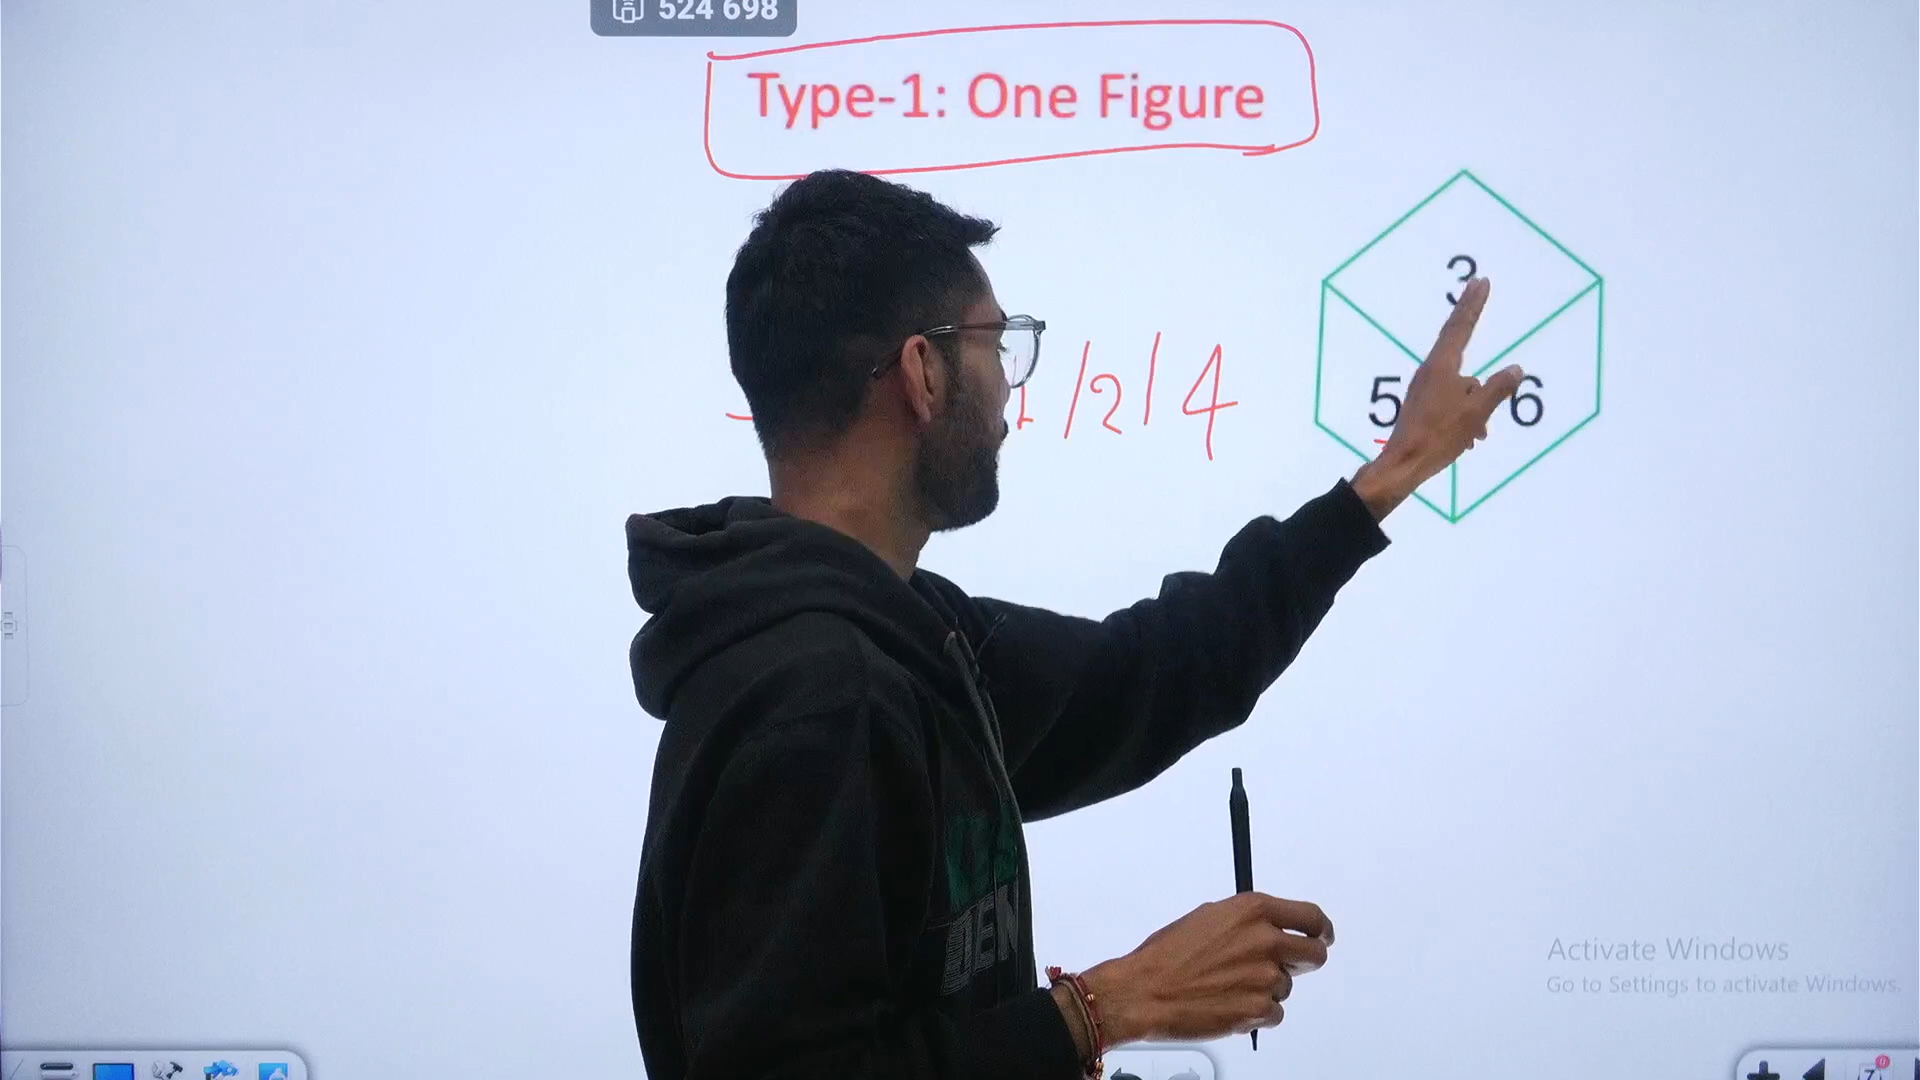 524 698
Type-1: One Figure
3
/2/4
5 6
DEN
Activate Windows
Go to Settings to activate Windows.